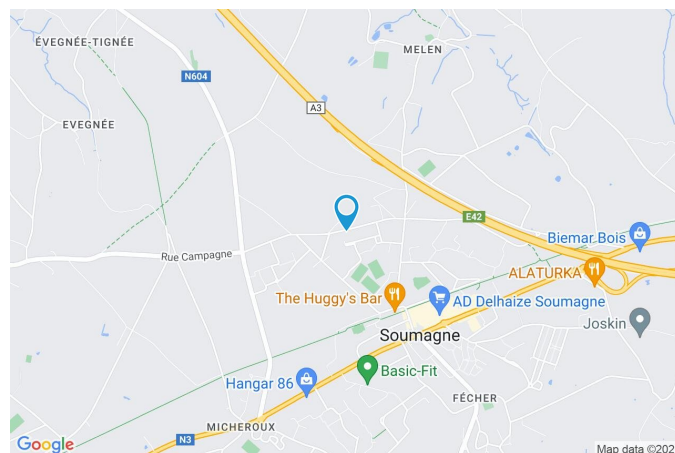 ÉVEGNÉE-TIGNÉE
MELEN
N604
A3
EVEGNÉE
E42
Biemar Bois
Rue Campagne
ALATURKA
The Huggy's Bar
AD Delhaize Soumagne
Joskin
Soumagne
Basic-Fit
Hangar 86
FÉCHER
MICHEROUX
N3
Google
Map data ©202